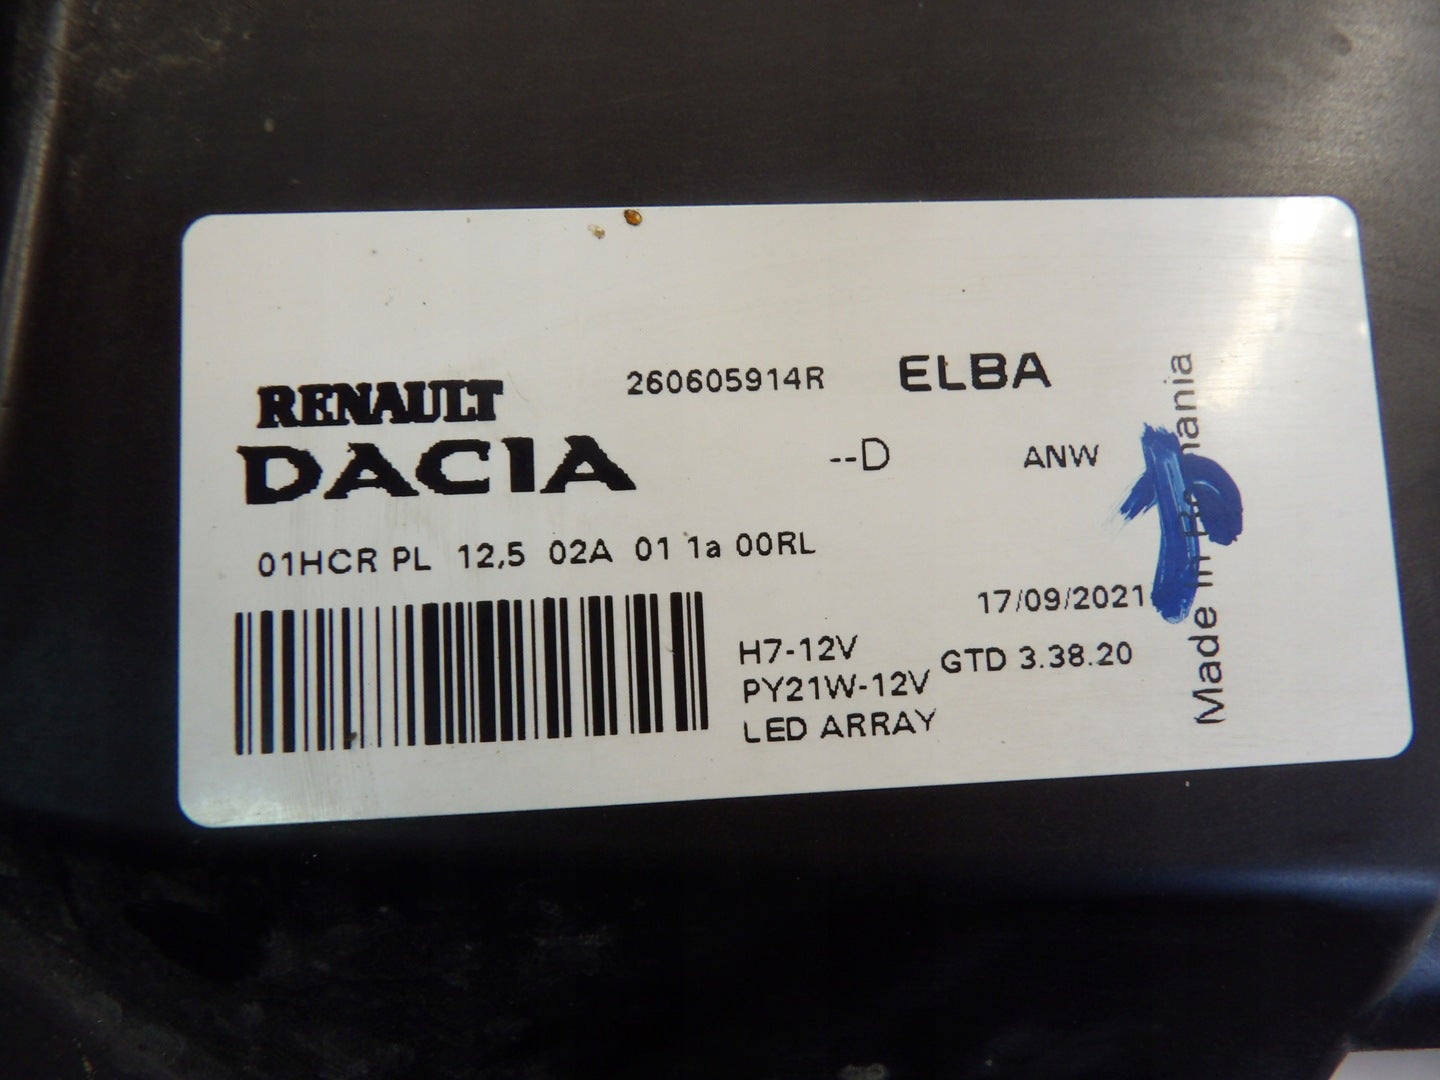 260605914R ELBA
RENAULT
DACIA
--D ANW
01HCR PL 12,5 02A 01 1a 00RL
17/09/2021
H7-12V
GTD 3.38.20
PY21W-12V
LED ARRAY
Made in Romania